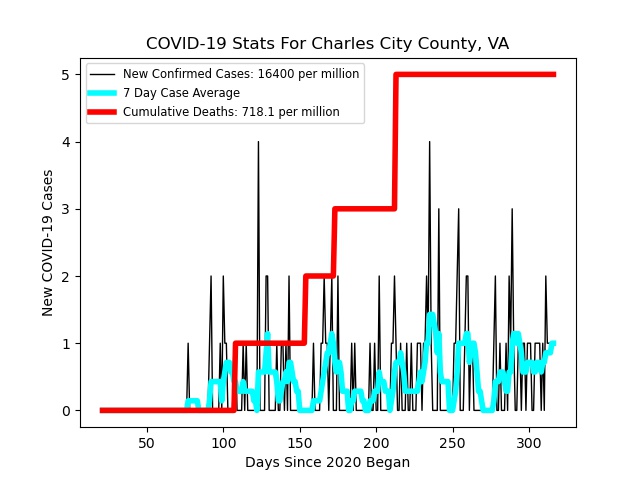 COVID-19 Stats For Charles City County, VA
New Confirmed Cases: 16400 per million
7 Day Case Average
Cumulative Deaths: 718.1 per million
New COVID-19 Cases
5
4
3
2
1
0
50 100 150 200 250 300
Days Since 2020 Began